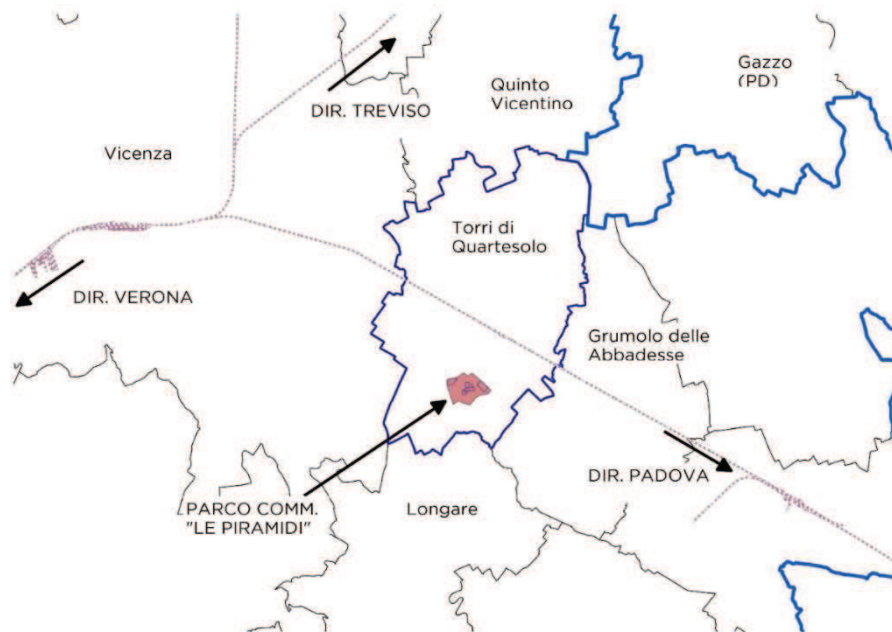 Quinto
Vicentino
Gazzo
(PD)
DIR. TREVISO
Vicenza
Torri di
Quartesolo
DIR. VERONA
Grumolo delle
Abbadesse
DIR. PADOVA
PARCO COMM.
"LE PIRAMIDI"
Longare